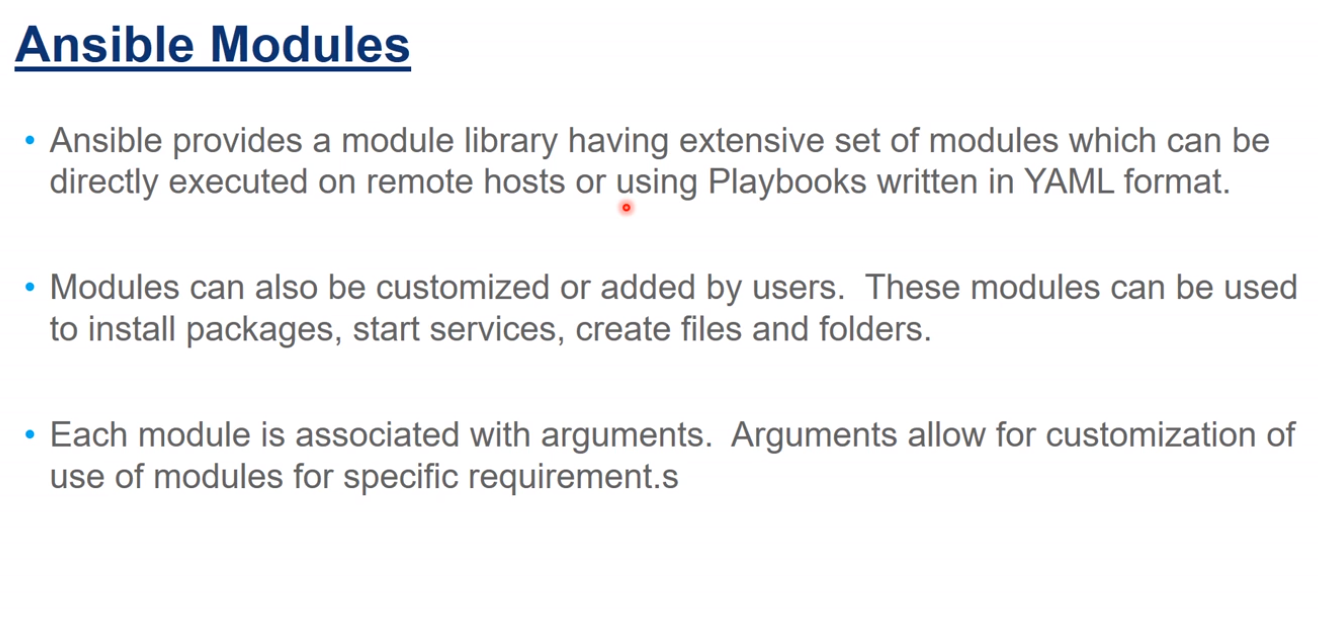 Ansible Modules
• Ansible provides a module library having extensive set of modules which can be
directly executed on remote hosts or using Playbooks written in YAML format.
• Modules can also be customized or added by users.  These modules can be used
to install packages, start services, create files and folders.
• Each module is associated with arguments.  Arguments allow for customization of
use of modules for specific requirement.s